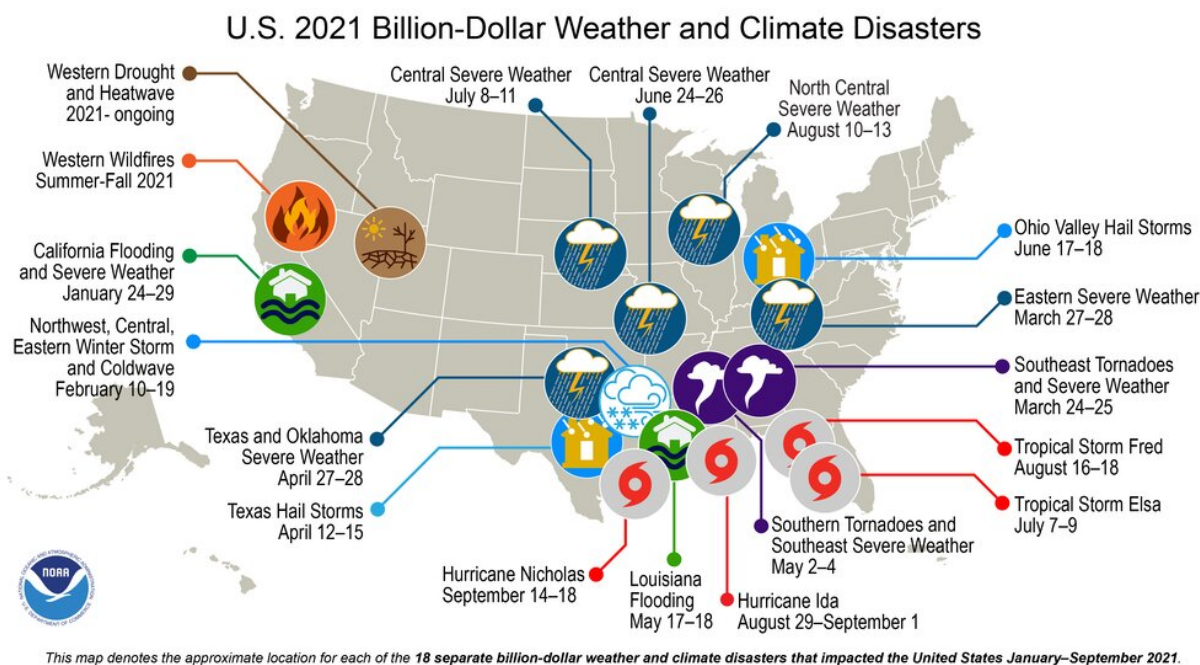 U.S. 2021 Billion-Dollar Weather and Climate Disasters
Western Drought
and Heatwave
2021- ongoing
Central Severe Weather
July 8–11
Central Severe Weather
June 24–26
North Central
Severe Weather
August 10–13
Western Wildfires
Summer-Fall 2021
California Flooding
and Severe Weather
January 24–29
Northwest, Central,
Eastern Winter Storm
and Coldwave
February 10–19
Ohio Valley Hail Storms
June 17–18
Eastern Severe Weather
March 27–28
Southeast Tornadoes
and Severe Weather
March 24–25
Texas and Oklahoma
Severe Weather
April 27–28
Texas Hail Storms
April 12–15
Tropical Storm Fred
August 16–18
Tropical Storm Elsa
July 7–9
Southern Tornadoes and
Southeast Severe Weather
May 2–4
Hurricane Nicholas
September 14–18
Louisiana
Flooding
May 17–18
Hurricane Ida
August 29–September 1
NATIONAL OCEANIC AND ATMOSPHERIC ADMINISTRATION
NOAA
U.S. DEPARTMENT OF COMMERCE
This map denotes the approximate location for each of the 18 separate billion-dollar weather and climate disasters that impacted the United States January–September 2021.